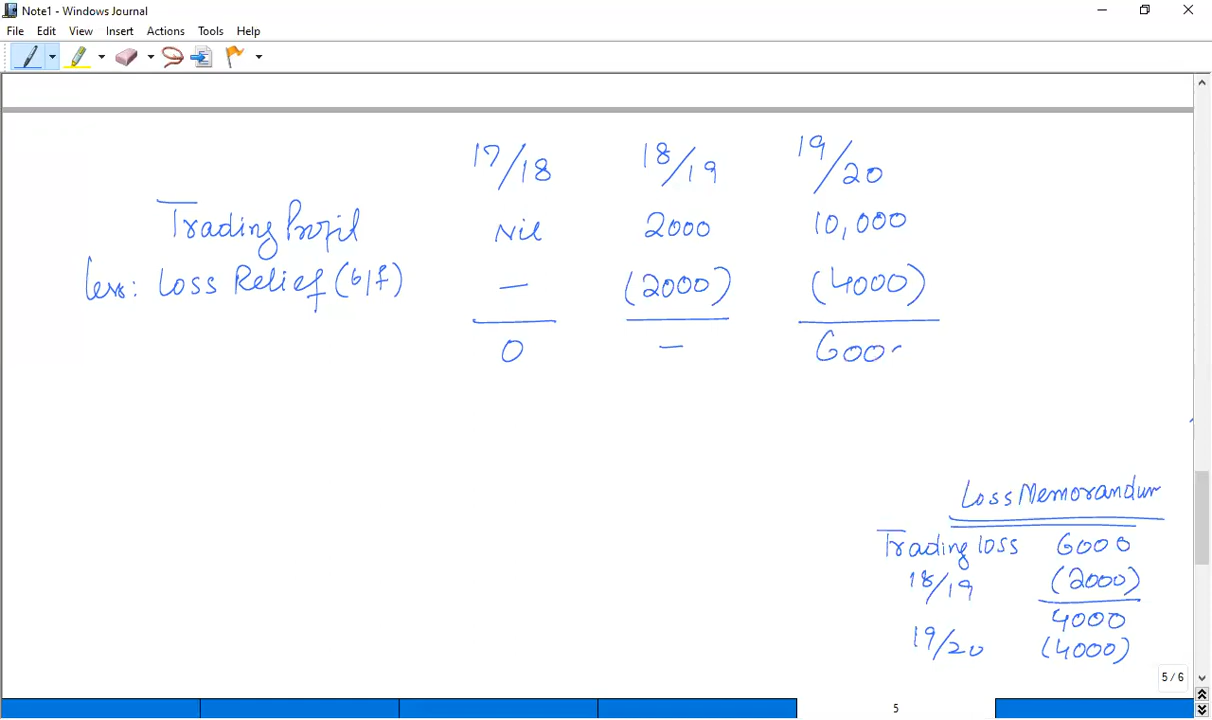 Note1 - Windows Journal
File Edit View Insert Actions Tools Help
17/18 18/19 19/20
Trading Profit Nil 2000 10,000
Less: Loss Relief (b/f) — (2000) (4000)
0 — 600
Loss Memorandum
Trading loss 6000
18/19 (2000)
4000
19/20 (4000)
5 / 6
5